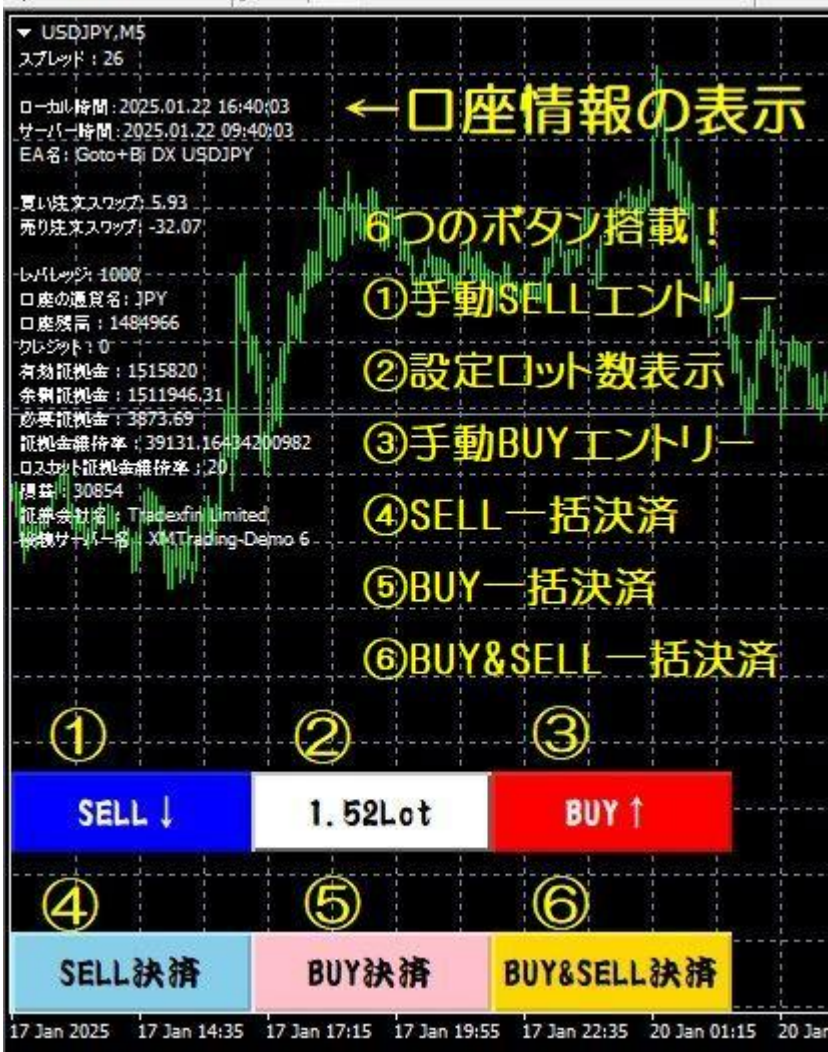 USDJPY,M5
スプレッド : 26
ローカル時間 : 2025.01.22 16:40:03
←口座情報の表示
サーバー時間 : 2025.01.22 09:40:03
EA名 : Goto+Bi DX USDJPY
買い注文スワップ : 5.93
売り注文スワップ : -32.07
6つのボタン搭載！
レバレッジ : 1000
口座の通貨名 : JPY
①手動SELLエントリー
口座残高 : 1484966
クレジット : 0
有効証拠金 : 1515820
②設定ロット数表示
余剰証拠金 : 1511946.31
必要証拠金 : 3873.69
証拠金維持率 : 39131.16434200982
③手動BUYエントリー
ロスカット証拠金維持率 : 20
損益 : 30854
証券会社名 : Tradexfin Limited
④SELL一括決済
接続サーバー名 : XMTrading-Demo 6
⑤BUY一括決済
⑥BUY&SELL一括決済
① ② ③
SELL↓ 1.52Lot BUY↑
④ ⑤ ⑥
SELL決済 BUY決済 BUY&SELL決済
17 Jan 2025 17 Jan 14:35 17 Jan 17:15 17 Jan 19:55 17 Jan 22:35 20 Jan 01:15 20 Jan